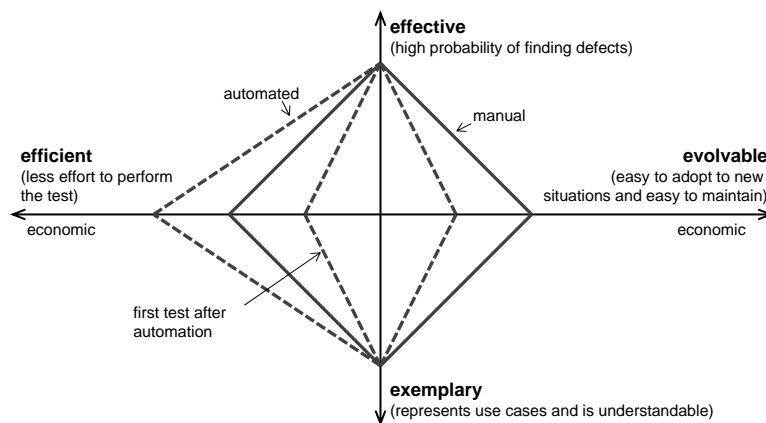 effective
(high probability of finding defects)
automated
manual
efficient
(less effort to perform
the test)
evolvable
(easy to adopt to new
situations and easy to maintain)
economic
economic
first test after
automation
exemplary
(represents use cases and is understandable)